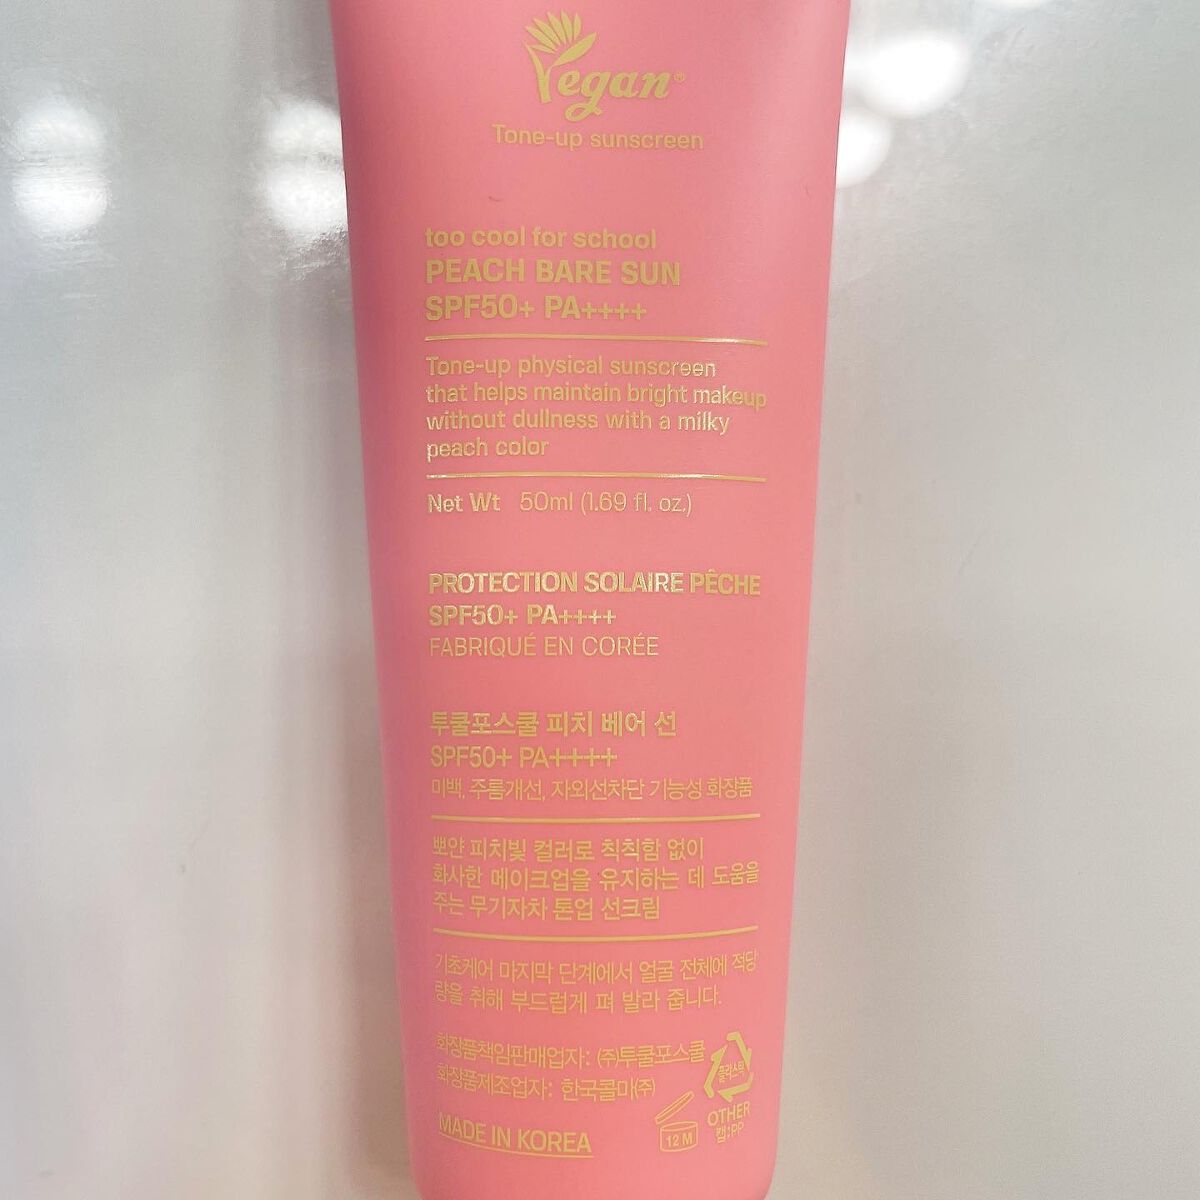 Vegan®
Tone-up sunscreen
too cool for school
PEACH BARE SUN
SPF50+ PA++++
Tone-up physical sunscreen
that helps maintain bright makeup
without dullness with a milky
peach color
Net Wt 50ml (1.69 fl. oz.)
PROTECTION SOLAIRE PÊCHE
SPF50+ PA++++
FABRIQUÉ EN CORÉE
투쿨포스쿨 피치 베어 선
SPF50+ PA++++
미백, 주름개선, 자외선차단 기능성 화장품
뽀얀 피치빛 컬러로 칙칙함 없이
화사한 메이크업을 유지하는 데 도움을
주는 무기자차 톤업 선크림
기초케어 마지막 단계에서 얼굴 전체에 적당
량을 취해 부드럽게 펴 발라 줍니다.
화장품책임판매업자: (주)투쿨포스쿨
화장품제조업자: 한국콜마(주)
플라스틱
OTHER
캡:PP
12 M
MADE IN KOREA